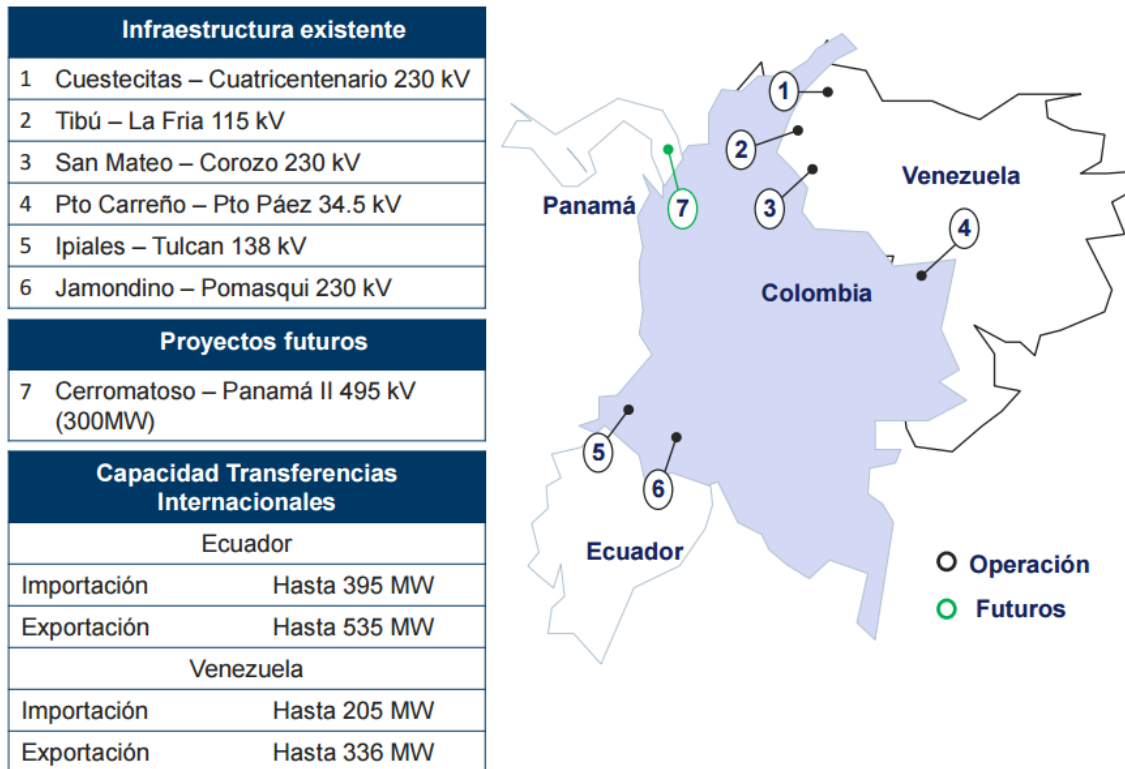 Infraestructura existente
1 Cuestecitas – Cuatricentenario 230 kV
2 Tibú – La Fria 115 kV
3 San Mateo – Corozo 230 kV
4 Pto Carreño – Pto Páez 34.5 kV
5 Ipiales – Tulcan 138 kV
6 Jamondino – Pomasqui 230 kV
Proyectos futuros
7 Cerromatoso – Panamá II 495 kV
(300MW)
Capacidad Transferencias
Internacionales
Ecuador
Importación Hasta 395 MW
Exportación Hasta 535 MW
Venezuela
Importación Hasta 205 MW
Exportación Hasta 336 MW
1
2
Venezuela
Panamá
7
3
4
Colombia
5
6
Ecuador
Operación
Futuros